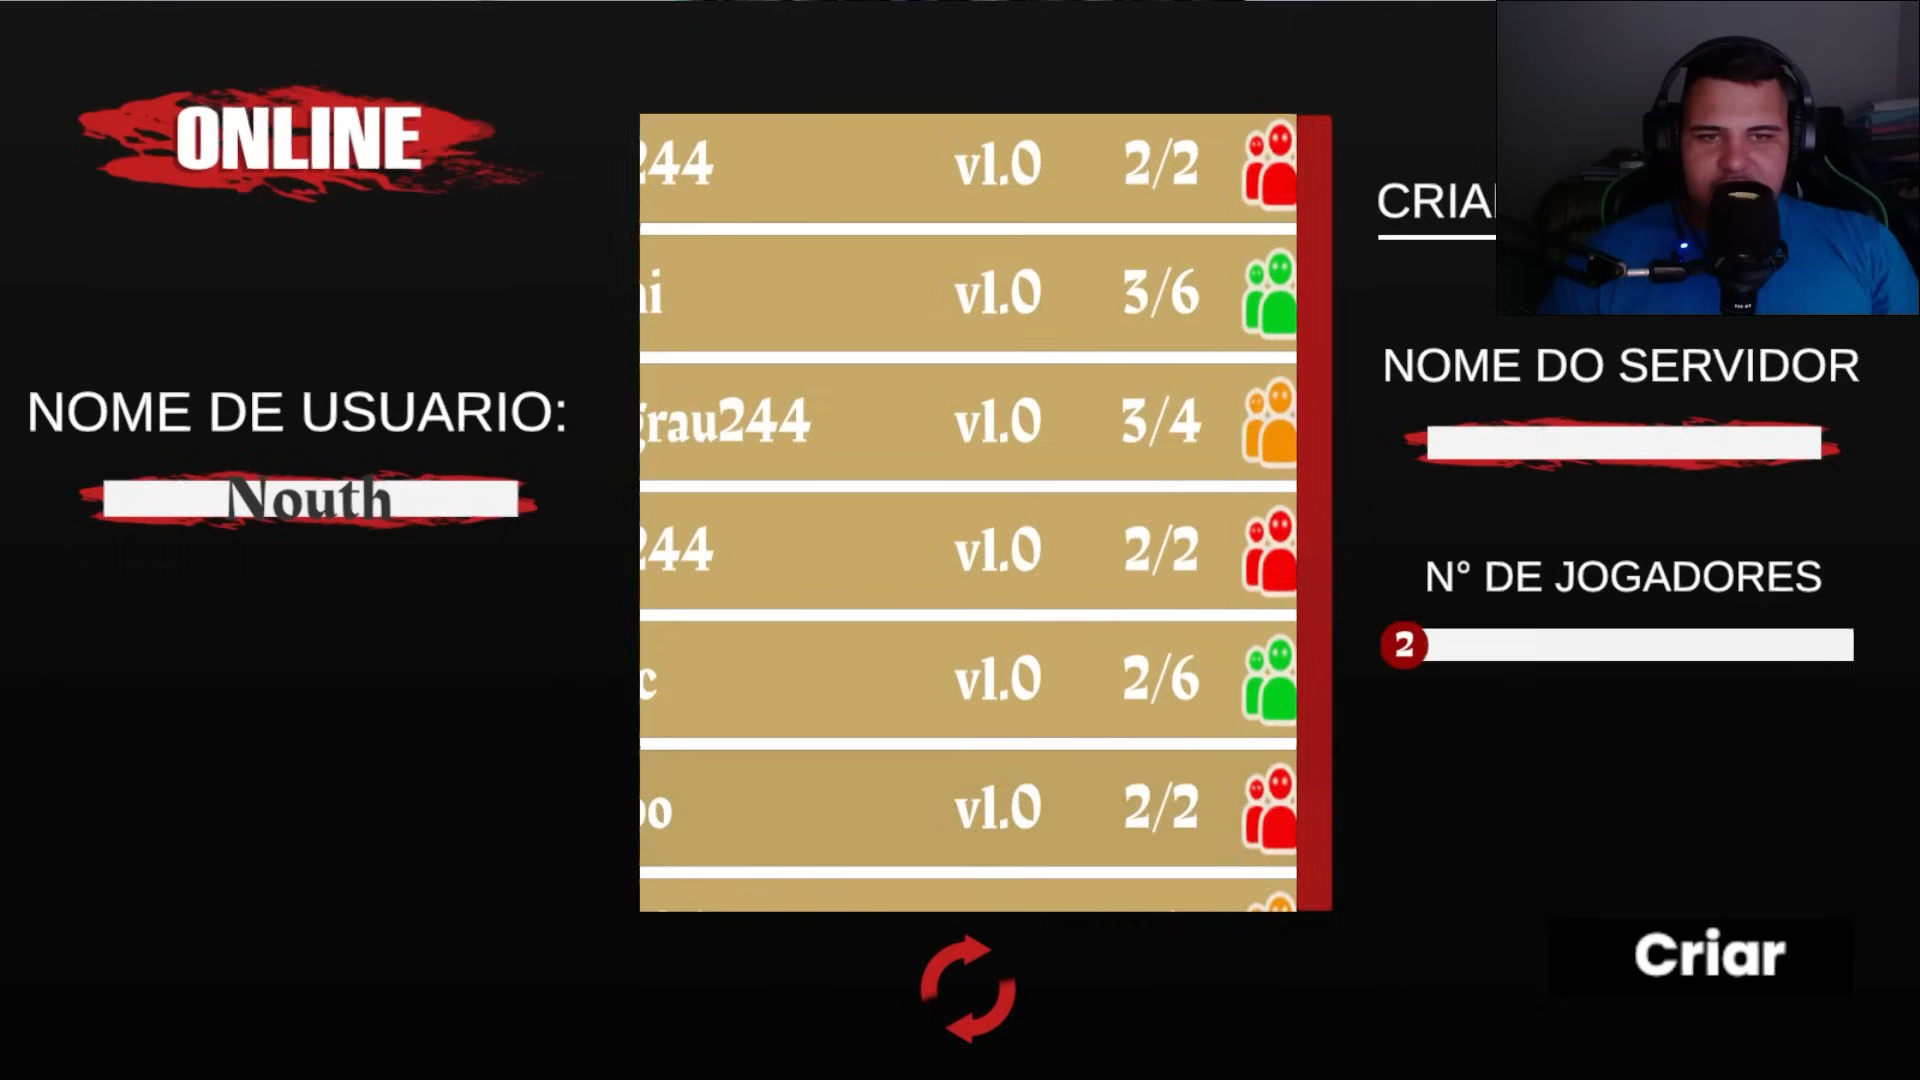 ONLINE
NOME DE USUARIO:
Nouth
244 v1.0 2/2
v1.0 3/6
grau244 v1.0 3/4
244 v1.0 2/2
v1.0 2/6
v1.0 2/2
NOME DO SERVIDOR
N° DE JOGADORES
2
Criar